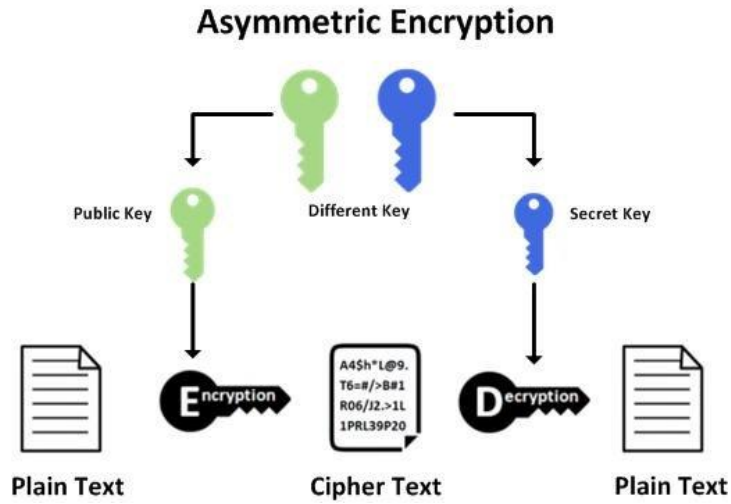 Asymmetric Encryption
Public Key
Different Key
Secret Key
Encryption
A4$h*L@9.
T6=#/>B#1
R06/J2.>1L
1PRL39P20
Decryption
Plain Text
Cipher Text
Plain Text